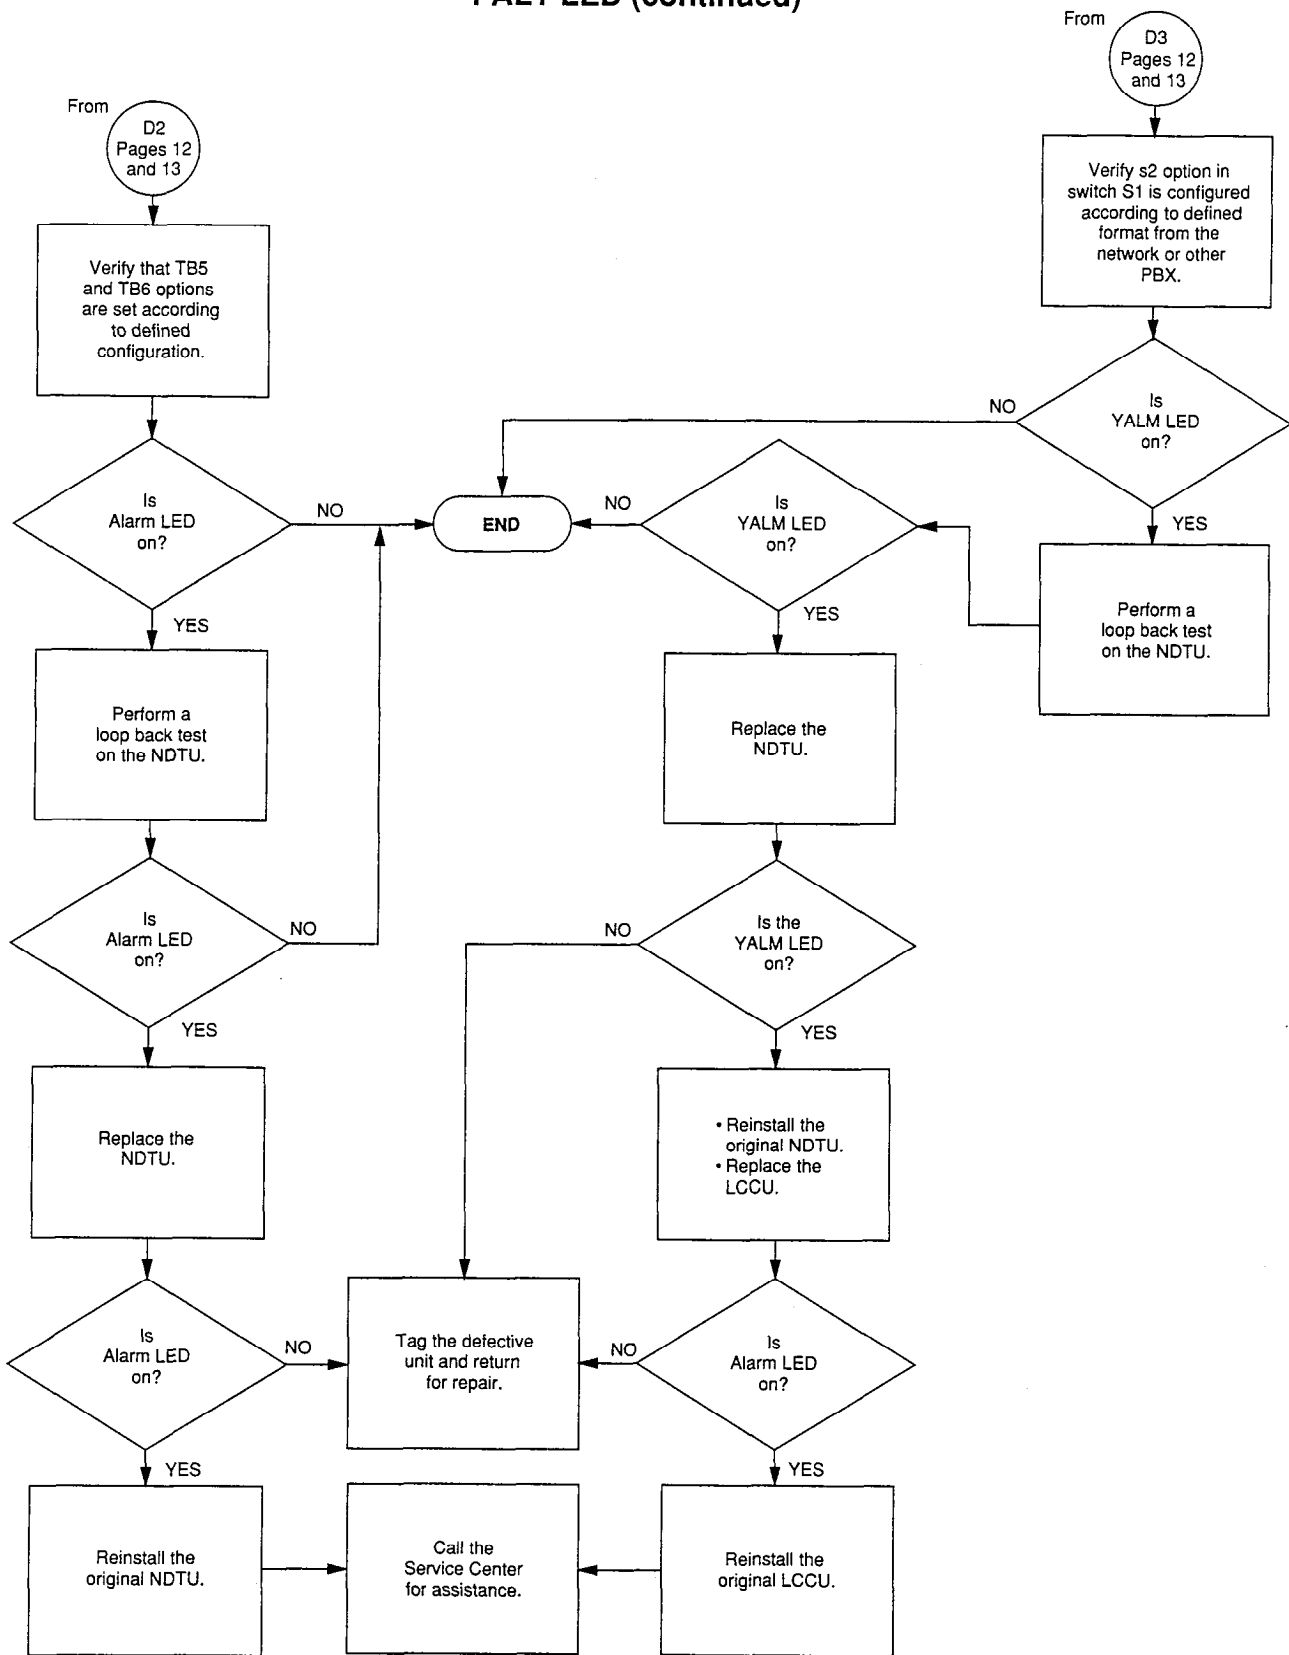 From
D3
Pages 12
and 13
From
D2
Pages 12
and 13
Verify s2 option in
switch S1 is configured
according to defined
format from the
network or other
PBX.
Verify that TB5
and TB6 options
are set according
to defined
configuration.
Is
YALM LED
on?
NO
YES
Is
Alarm LED
on?
NO
END
NO
Is
YALM LED
on?
YES
YES
Perform a
loop back test
on the NDTU.
Perform a
loop back test
on the NDTU.
Replace the
NDTU.
Is
Alarm LED
on?
NO
NO
Is the
YALM LED
on?
YES
YES
Replace the
NDTU.
• Reinstall the
original NDTU.
• Replace the
LCCU.
Is
Alarm LED
on?
NO
Tag the defective
unit and return
for repair.
NO
Is
Alarm LED
on?
YES
YES
Reinstall the
original NDTU.
Call the
Service Center
for assistance.
Reinstall the
original LCCU.